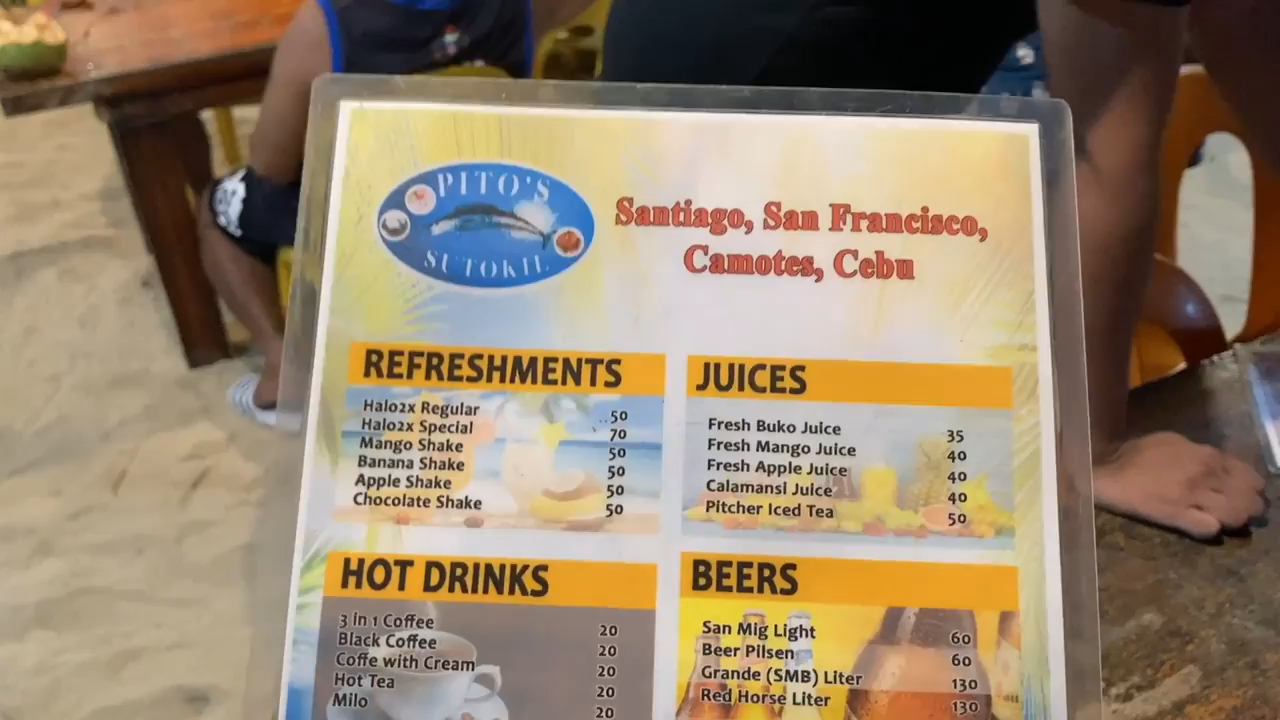 PITO'S
SUTOKIL
Santiago, San Francisco,
Camotes, Cebu
REFRESHMENTS
Halo2x Regular ..50
Halo2x Special 70
Mango Shake 50
Banana Shake 50
Apple Shake 50
Chocolate Shake 50
JUICES
Fresh Buko Juice 35
Fresh Mango Juice 40
Fresh Apple Juice 40
Calamansi Juice 40
Pitcher Iced Tea 50
HOT DRINKS
3 in 1 Coffee 20
Black Coffee 20
Coffe with Cream 20
Hot Tea 20
Milo 20
BEERS
San Mig Light 60
Beer Pilsen 60
Grande (SMB) Liter 130
Red Horse Liter 130